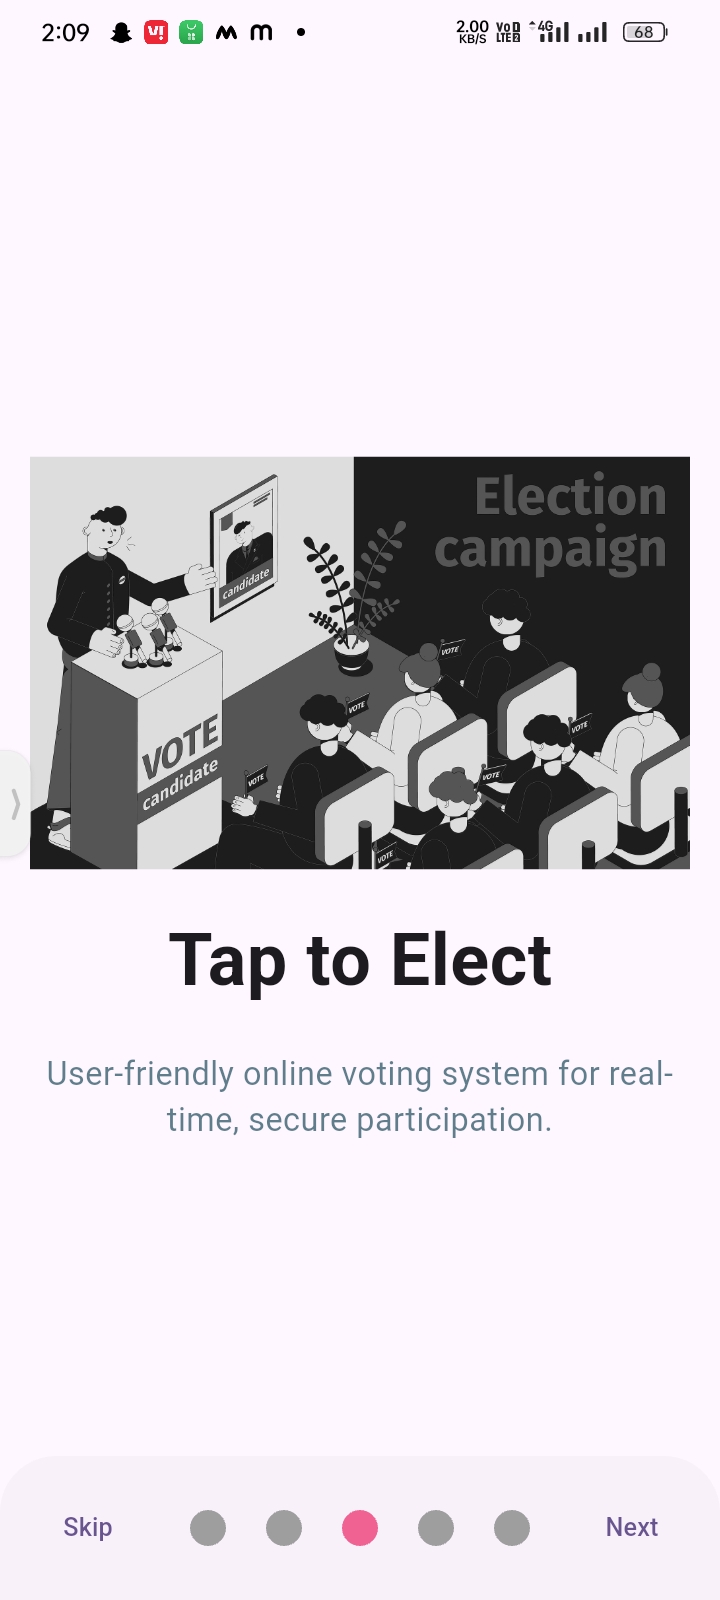 2:09
2.00
KB/S
VoD
LTE2
4G
68
Election
campaign
candidate
VOTE
VOTE
VOTE
VOTE
VOTE
VOTE
VOTE
VOTE
candidate
Tap to Elect
User-friendly online voting system for real-
time, secure participation.
Skip
Next